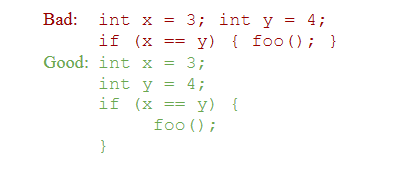 Bad: int x = 3; int y = 4;
if (x == y) { foo(); }
Good: int x = 3;
int y = 4;
if (x == y) {
foo();
}